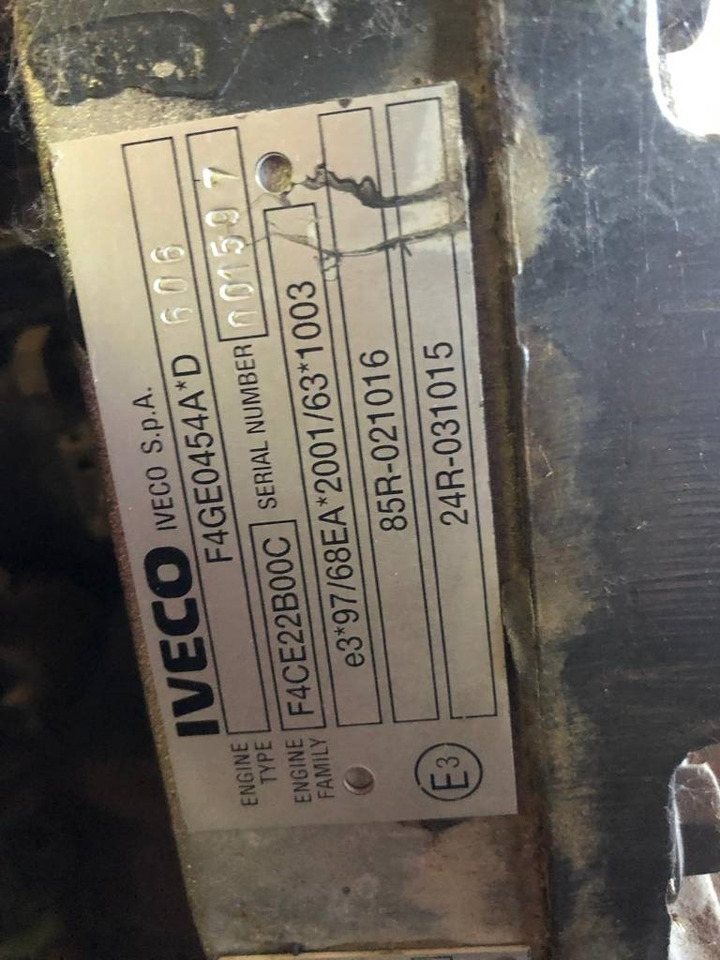 IVECO IVECO S.p.A.
ENGINE TYPE F4GE0454A*D 606
ENGINE FAMILY F4CE22B00C SERIAL NUMBER 001597
e3*97/68EA*2001/63*1003
85R-021016
E3 24R-031015